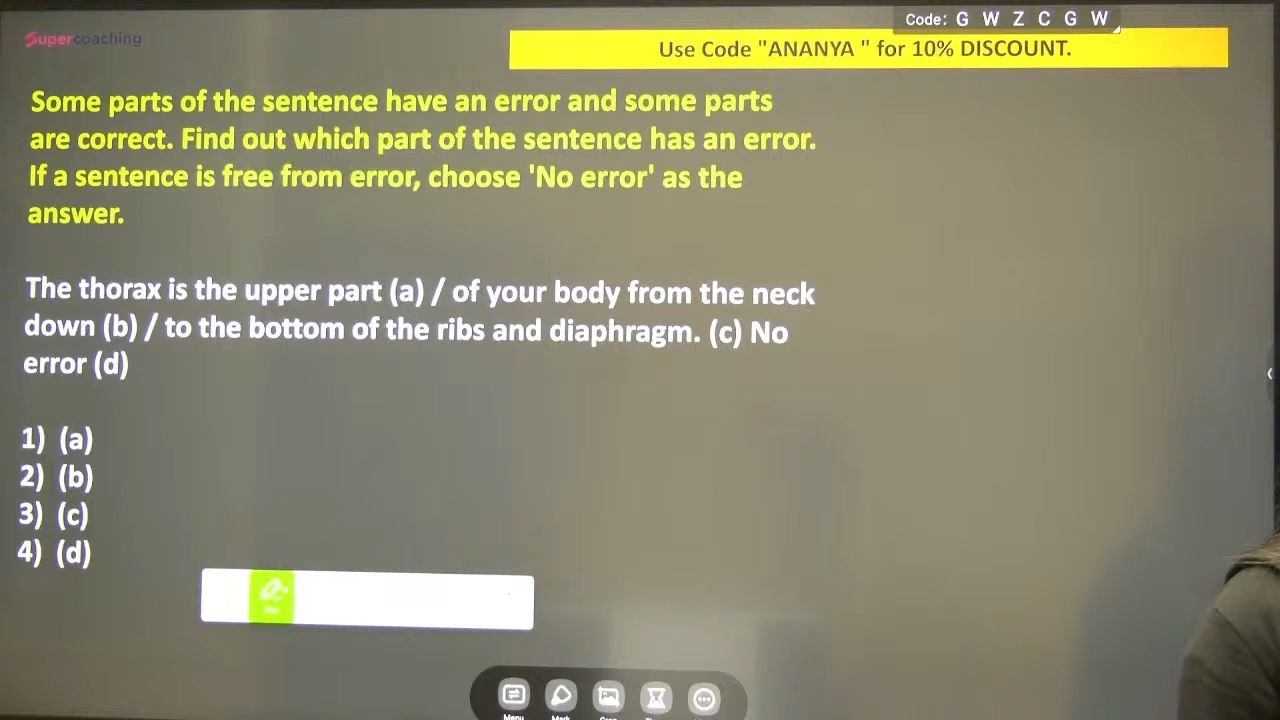 Code: G W Z C G W
Supercoaching
Use Code "ANANYA " for 10% DISCOUNT.
Some parts of the sentence have an error and some parts
are correct. Find out which part of the sentence has an error.
If a sentence is free from error, choose 'No error' as the
answer.
The thorax is the upper part (a) / of your body from the neck
down (b) / to the bottom of the ribs and diaphragm. (c) No
error (d)
1) (a)
2) (b)
3) (c)
4) (d)
Menu Mark